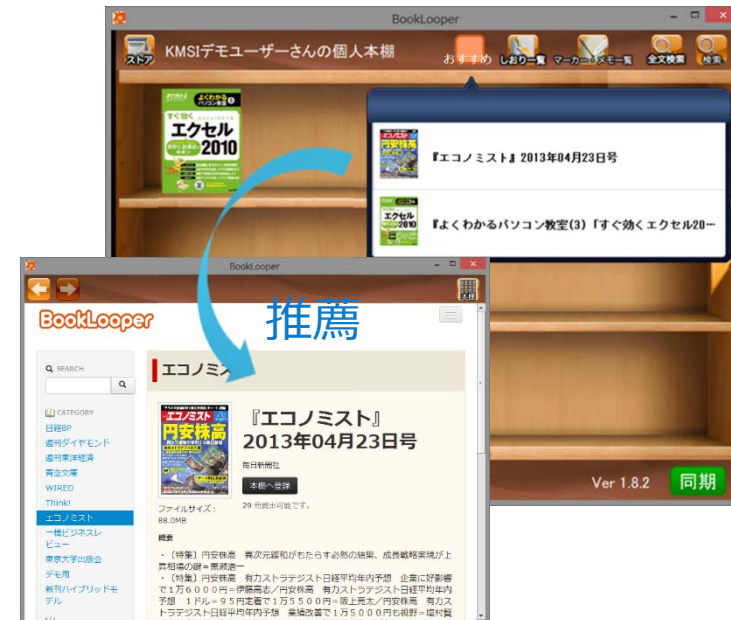 BookLooper
ストア
KMSIデモユーザーさんの個人本棚
おすすめ
しおり一覧
マーカー&メモ一覧
全文検索
検索
よくわかるパソコン教室3
すぐ効く
エクセル
2010
『エコノミスト』2013年04月23日号
『よくわかるパソコン教室(3)「すぐ効くエクセル20…
Ver 1.8.2
同期
BookLooper
本棚
BookLooper
推薦
SEARCH
CATEGORY
日経BP
週刊ダイヤモンド
週刊東洋経済
青空文庫
WIRED
Think!
エコノミスト
一橋ビジネスレ
ビュー
東京大学出版会
デモ用
新刊ハイブリッドモ
デル
エコノミス
エコノミスト
円安株高
『エコノミスト』
2013年04月23日号
毎日新聞社
本棚へ登録
29 冊貸出可能です。
ファイルサイズ:
88.0MB
概要
・［特集］円安株高 異次元緩和がもたらす必然の結果、成長戦略実現が上
昇相場の鍵=黒瀬浩一
・［特集］円安株高 有力ストラテジスト日経平均年内予想 企業に好影響
で1万6000円=伊藤高志／円安株高 有力ストラテジスト日経平均年内
予想 1ドル=95円定着で1万5500円=阪上亮太／円安株高 有力ス
トラテジスト日経平均年内予想 業績改善で1万5000円も視野=塩村賢